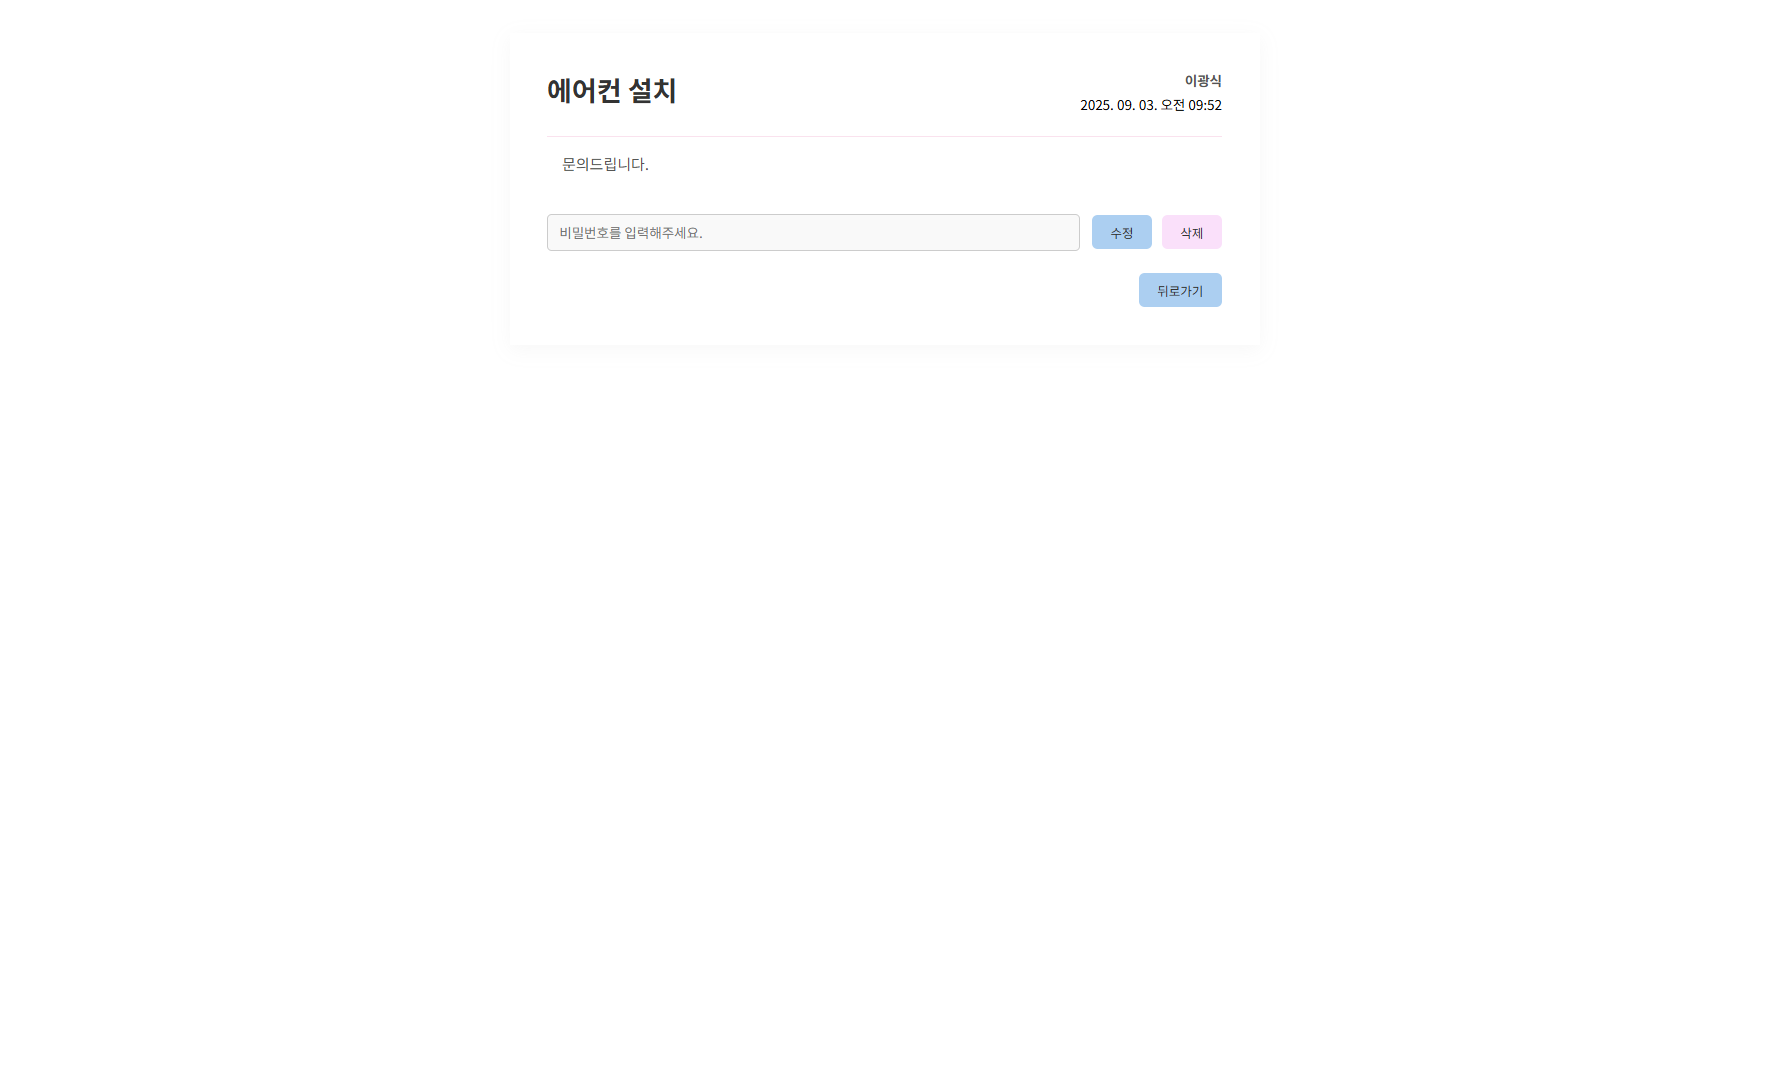 에어컨 설치
이광식
2025. 09. 03. 오전 09:52
문의드립니다.
비밀번호를 입력해주세요.
수정
삭제
뒤로가기